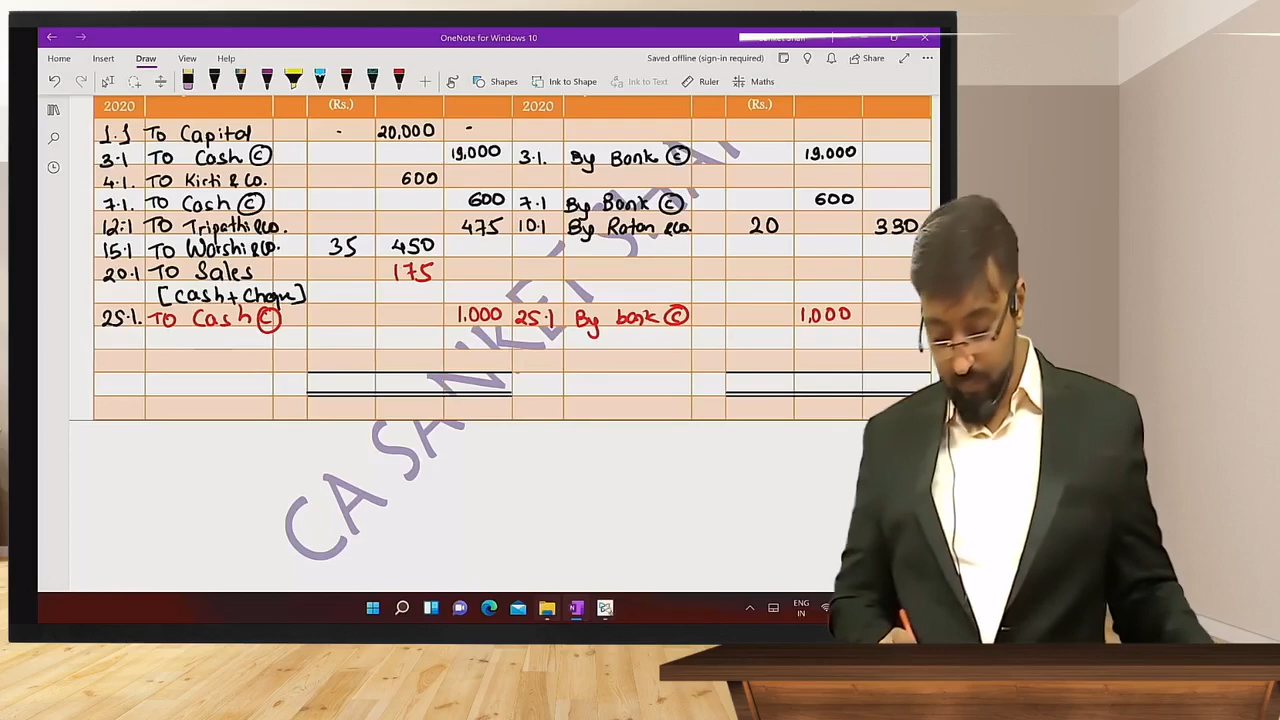 OneNote for Windows 10
Home Insert Draw View Help Saved offline (sign-in required) Share
Shapes Ink to Shape Ink to Text Ruler Maths
2020 (Rs.) 2020 (Rs.)
1.1 To Capital - 20,000 -
3.1 To Cash © 19,000 3.1. By Bank © 19,000
4.1. To Kirti & Co. 600
7.1. To Cash © 600 7.1 By Bank © 600
12.1 To Tripathi & Co. 475 10.1 By Ratan & Co. 20 330
15.1 To Warshi & Co. 35 450
20.1 To Sales 175
[Cash + Cheque]
25.1. To Cash © 1,000 25.1 By bank © 1,000
CA SANKET SHAH
ENG
IN